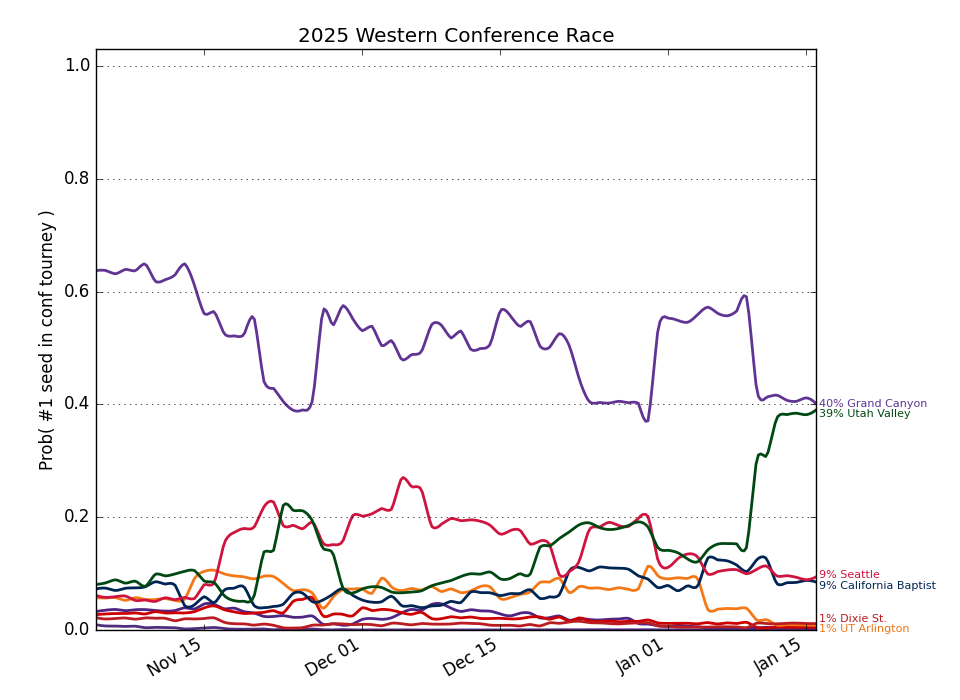 2025 Western Conference Race
Prob( #1 seed in conf tourney )
1.0
0.8
0.6
0.4
0.2
0.0
Nov 15
Dec 01
Dec 15
Jan 01
Jan 15
40% Grand Canyon
39% Utah Valley
9% Seattle
9% California Baptist
1% Dixie St.
1% UT Arlington